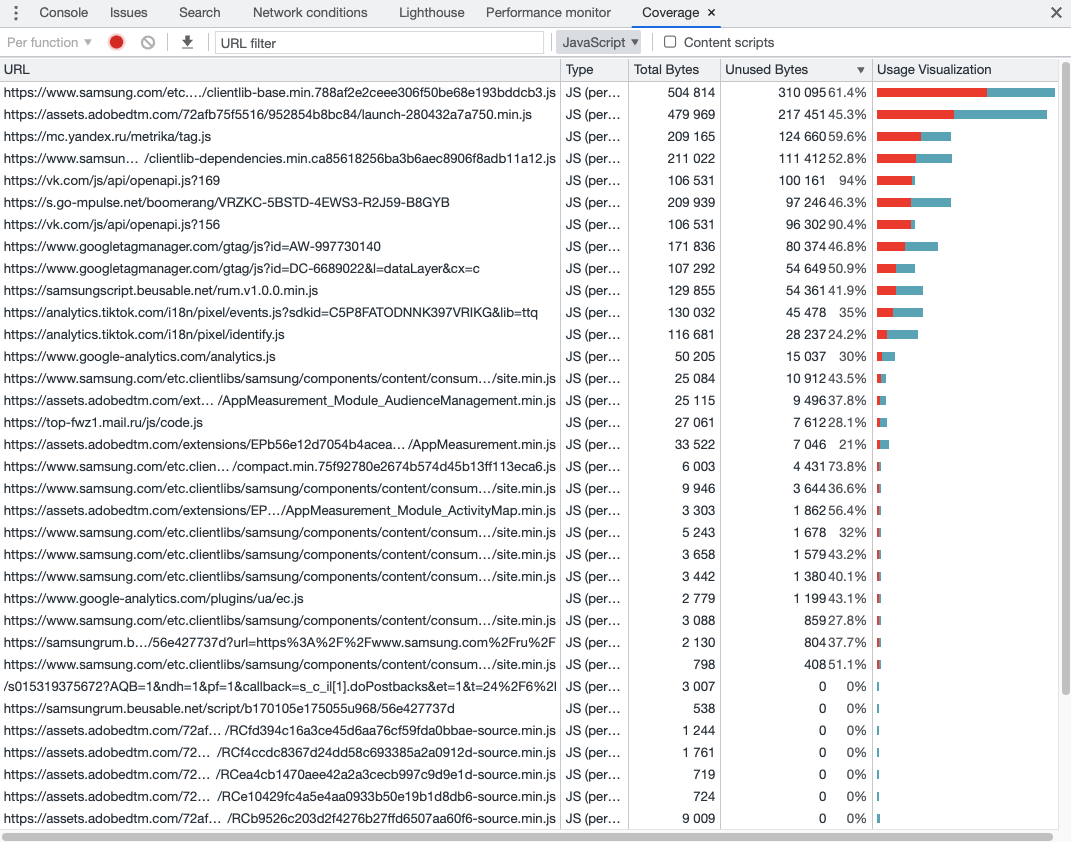 Console Issues Search Network conditions Lighthouse Performance monitor Coverage ×
Per function ▼ URL filter JavaScript ▼ Content scripts
URL Type Total Bytes Unused Bytes ▼ Usage Visualization
https://www.samsung.com/etc.…/clientlib-base.min.788af2e2ceee306f50be68e193bddcb3.js JS (per… 504 814 310 095 61.4%
https://assets.adobedtm.com/72afb75f5516/952854b8bc84/launch-280432a7a750.min.js JS (per… 479 969 217 451 45.3%
https://mc.yandex.ru/metrika/tag.js JS (per… 209 165 124 660 59.6%
https://www.samsun… /clientlib-dependencies.min.ca85618256ba3b6aec8906f8adb11a12.js JS (per… 211 022 111 412 52.8%
https://vk.com/js/api/openapi.js?169 JS (per… 106 531 100 161 94%
https://s.go-mpulse.net/boomerang/VRZKC-5BSTD-4EWS3-R2J59-B8GYB JS (per… 209 939 97 246 46.3%
https://vk.com/js/api/openapi.js?156 JS (per… 106 531 96 302 90.4%
https://www.googletagmanager.com/gtag/js?id=AW-997730140 JS (per… 171 836 80 374 46.8%
https://www.googletagmanager.com/gtag/js?id=DC-6689022&l=dataLayer&cx=c JS (per… 107 292 54 649 50.9%
https://samsungscript.beusable.net/rum.v1.0.0.min.js JS (per… 129 855 54 361 41.9%
https://analytics.tiktok.com/i18n/pixel/events.js?sdkid=C5P8FATODNNK397VRIKG&lib=ttq JS (per… 130 032 45 478 35%
https://analytics.tiktok.com/i18n/pixel/identify.js JS (per… 116 681 28 237 24.2%
https://www.google-analytics.com/analytics.js JS (per… 50 205 15 037 30%
https://www.samsung.com/etc.clientlibs/samsung/components/content/consum…/site.min.js JS (per… 25 084 10 912 43.5%
https://assets.adobedtm.com/ext… /AppMeasurement_Module_AudienceManagement.min.js JS (per… 25 115 9 496 37.8%
https://top-fwz1.mail.ru/js/code.js JS (per… 27 061 7 612 28.1%
https://assets.adobedtm.com/extensions/EPb56e12d7054b4acea… /AppMeasurement.min.js JS (per… 33 522 7 046 21%
https://www.samsung.com/etc.clien… /compact.min.75f92780e2674b574d45b13ff113eca6.js JS (per… 6 003 4 431 73.8%
https://www.samsung.com/etc.clientlibs/samsung/components/content/consum…/site.min.js JS (per… 9 946 3 644 36.6%
https://assets.adobedtm.com/extensions/EP…/AppMeasurement_Module_ActivityMap.min.js JS (per… 3 303 1 862 56.4%
https://www.samsung.com/etc.clientlibs/samsung/components/content/consum…/site.min.js JS (per… 5 243 1 678 32%
https://www.samsung.com/etc.clientlibs/samsung/components/content/consum…/site.min.js JS (per… 3 658 1 579 43.2%
https://www.samsung.com/etc.clientlibs/samsung/components/content/consum…/site.min.js JS (per… 3 442 1 380 40.1%
https://www.google-analytics.com/plugins/ua/ec.js JS (per… 2 779 1 199 43.1%
https://www.samsung.com/etc.clientlibs/samsung/components/content/consum…/site.min.js JS (per… 3 088 859 27.8%
https://samsungrum.b…/56e427737d?url=https%3A%2F%2Fwww.samsung.com%2Fru%2F JS (per… 2 130 804 37.7%
https://www.samsung.com/etc.clientlibs/samsung/components/content/consum…/site.min.js JS (per… 798 408 51.1%
/s015319375672?AQB=1&ndh=1&pf=1&callback=s_c_il[1].doPostbacks&et=1&t=24%2F6%2 JS (per… 3 007 0 0%
https://samsungrum.beusable.net/script/b170105e175055u968/56e427737d JS (per… 538 0 0%
https://assets.adobedtm.com/72af… /RCfd394c16a3ce45d6aa76cf59fda0bbae-source.min.js JS (per… 1 244 0 0%
https://assets.adobedtm.com/72… /RCf4ccdc8367d24dd58c693385a2a0912d-source.min.js JS (per… 1 761 0 0%
https://assets.adobedtm.com/72… /RCea4cb1470aee42a2a3cecb997c9d9e1d-source.min.js JS (per… 719 0 0%
https://assets.adobedtm.com/72… /RCe10429fc4a5e4aa0933b50e19b1d8db6-source.min.js JS (per… 724 0 0%
https://assets.adobedtm.com/72af… /RCb9526c203d2f4276b27ffd6507aa60f6-source.min.js JS (per… 9 009 0 0%